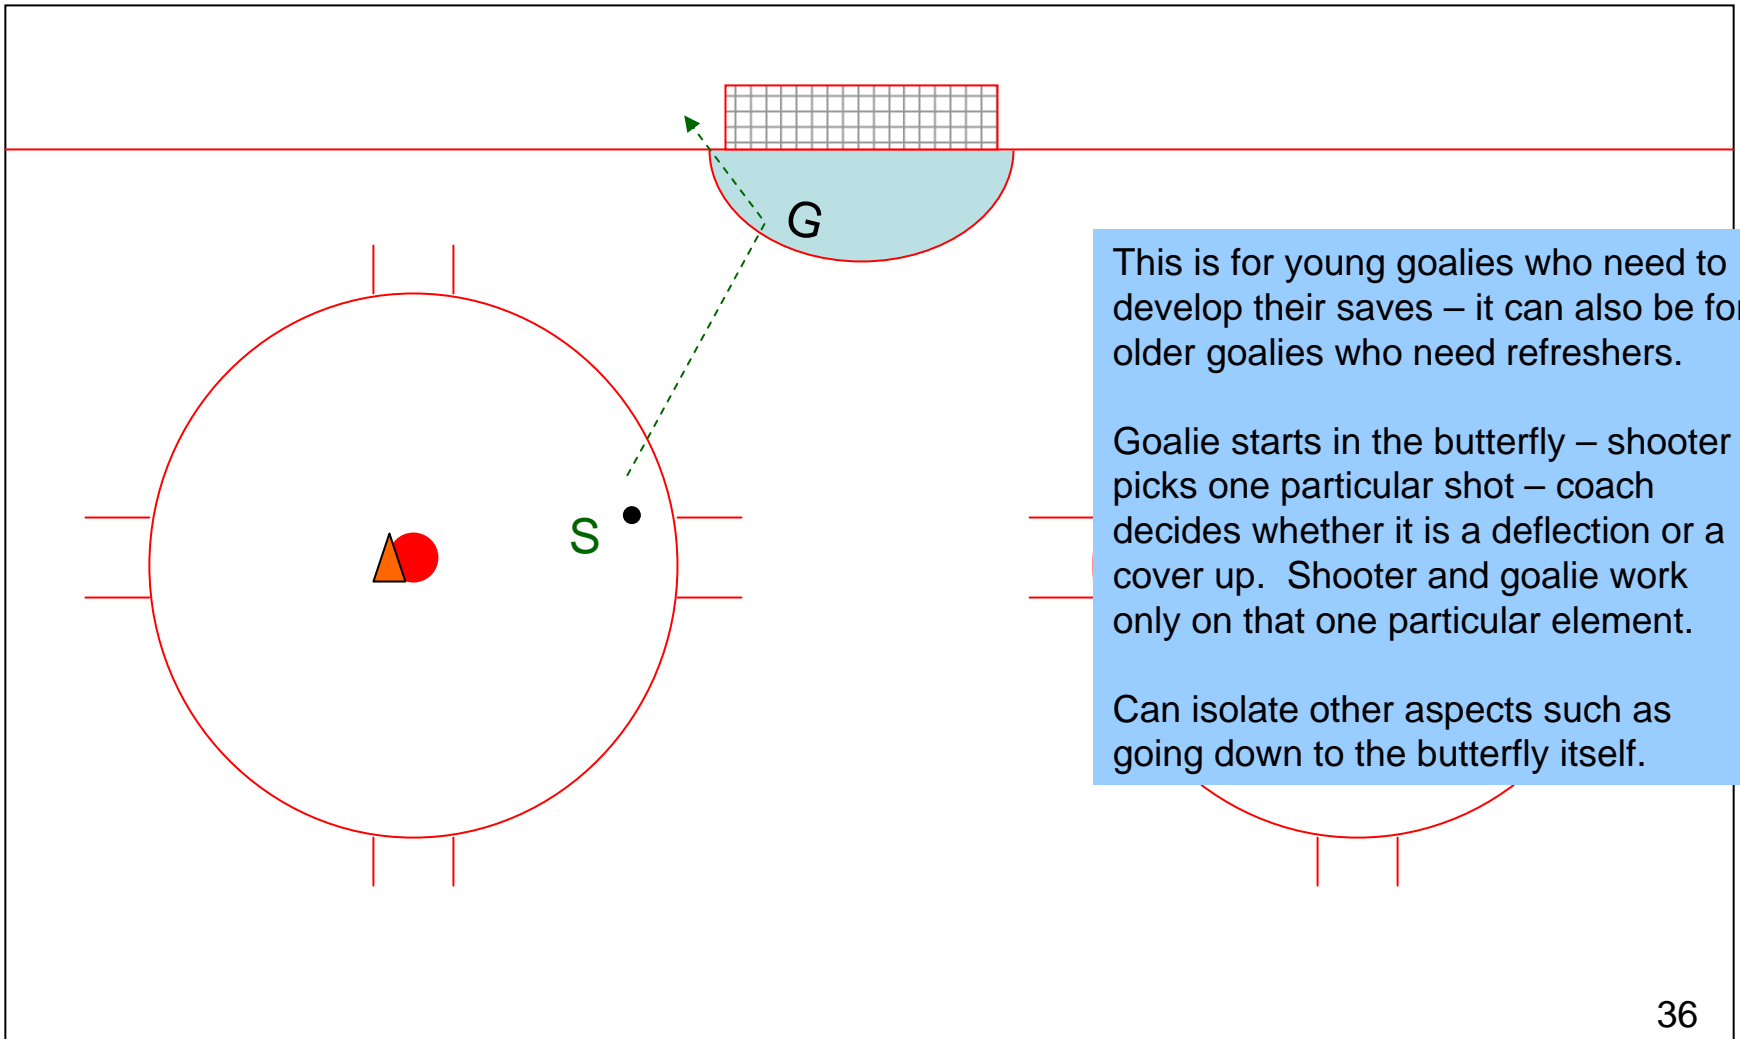 G
This is for young goalies who need to
develop their saves – it can also be for
older goalies who need refreshers.
Goalie starts in the butterfly – shooter
picks one particular shot – coach
decides whether it is a deflection or a
cover up.  Shooter and goalie work
only on that one particular element.
Can isolate other aspects such as
going down to the butterfly itself.
S
36